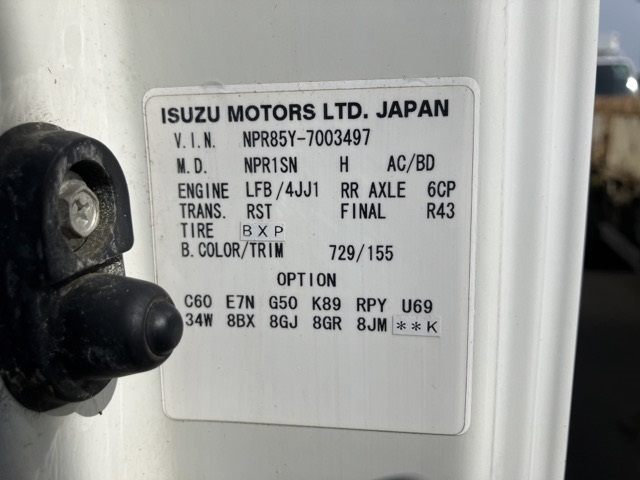 ISUZU MOTORS LTD. JAPAN
V.I.N. NPR85Y-7003497
M.D. NPR1SN H AC/BD
ENGINE LFB/4JJ1 RR AXLE 6CP
TRANS. RST FINAL R43
TIRE BXP
B.COLOR/TRIM 729/155
OPTION
C60 E7N G50 K89 RPY U69
34W 8BX 8GJ 8GR 8JM **K